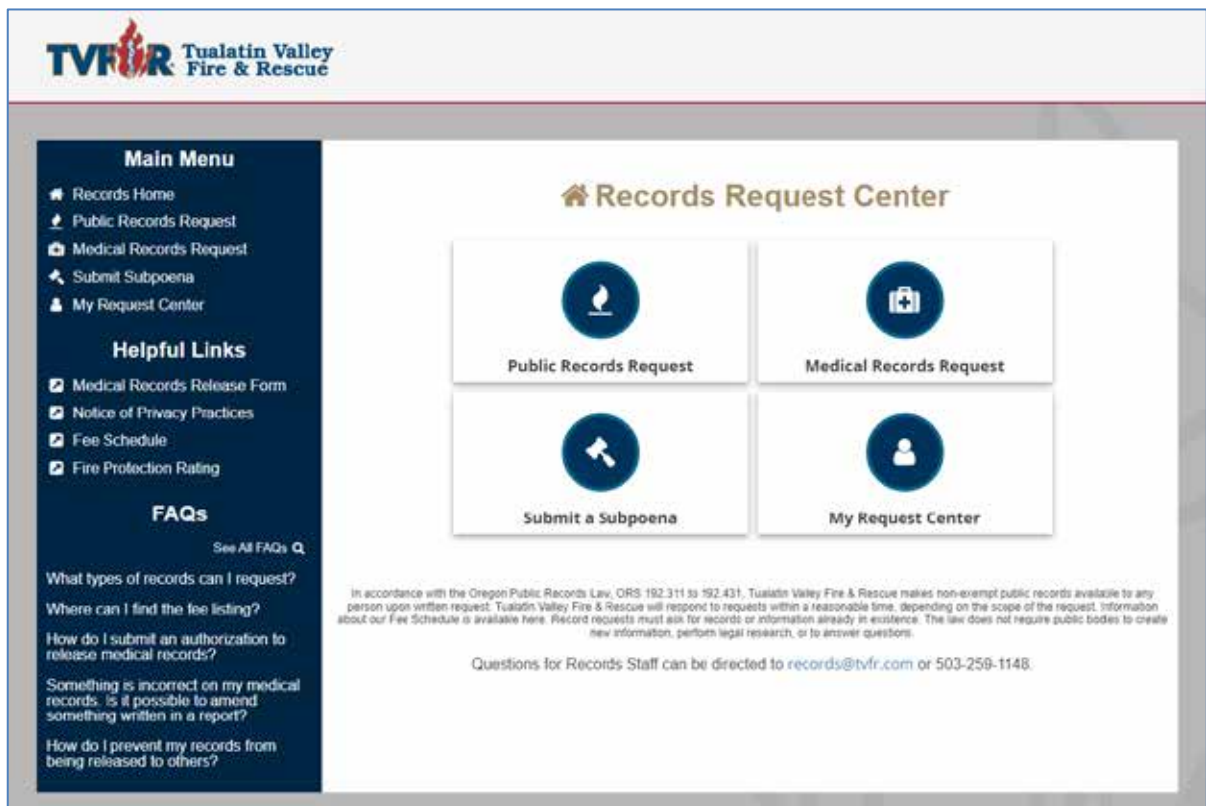 TVF&R Tualatin Valley
Fire & Rescue
Main Menu
Records Home
Public Records Request
Medical Records Request
Submit Subpoena
My Request Center
Helpful Links
Medical Records Release Form
Notice of Privacy Practices
Fee Schedule
Fire Protection Rating
FAQs
See All FAQs
What types of records can I request?
Where can I find the fee listing?
How do I submit an authorization to
release medical records?
Something is incorrect on my medical
records. Is it possible to amend
something written in a report?
How do I prevent my records from
being released to others?
Records Request Center
Public Records Request
Medical Records Request
Submit a Subpoena
My Request Center
In accordance with the Oregon Public Records Law, ORS 192.311 to 192.431, Tualatin Valley Fire & Rescue makes non-exempt public records available to any
person upon written request. Tualatin Valley Fire & Rescue will respond to requests within a reasonable time, depending on the scope of the request. Information
about our Fee Schedule is available here. Record requests must ask for records or information already in existence. The law does not require public bodies to create
new information, perform legal research, or to answer questions.
Questions for Records Staff can be directed to records@tvfr.com or 503-259-1148.